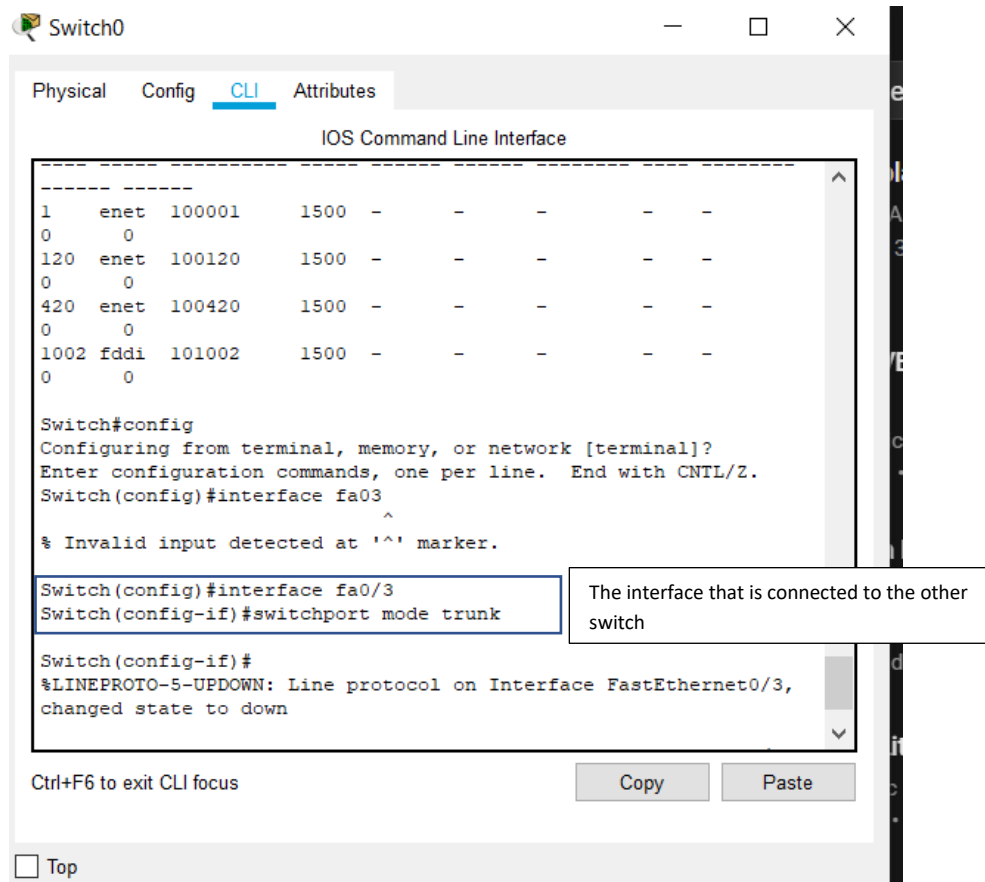 Switch0
Physical Config CLI Attributes
IOS Command Line Interface
---- ----- ---------- ----- ------ ------ -------- ---- --------
------ ------
1    enet  100001     1500  -      -      -        -    -
0      0
120  enet  100120     1500  -      -      -        -    -
0      0
420  enet  100420     1500  -      -      -        -    -
0      0
1002 fddi  101002     1500  -      -      -        -    -
0      0
Switch#config
Configuring from terminal, memory, or network [terminal]?
Enter configuration commands, one per line.  End with CNTL/Z.
Switch(config)#interface fa03
^
% Invalid input detected at '^' marker.
Switch(config)#interface fa0/3
Switch(config-if)#switchport mode trunk
The interface that is connected to the other
switch
Switch(config-if)#
%LINEPROTO-5-UPDOWN: Line protocol on Interface FastEthernet0/3,
changed state to down
Ctrl+F6 to exit CLI focus
Copy
Paste
Top